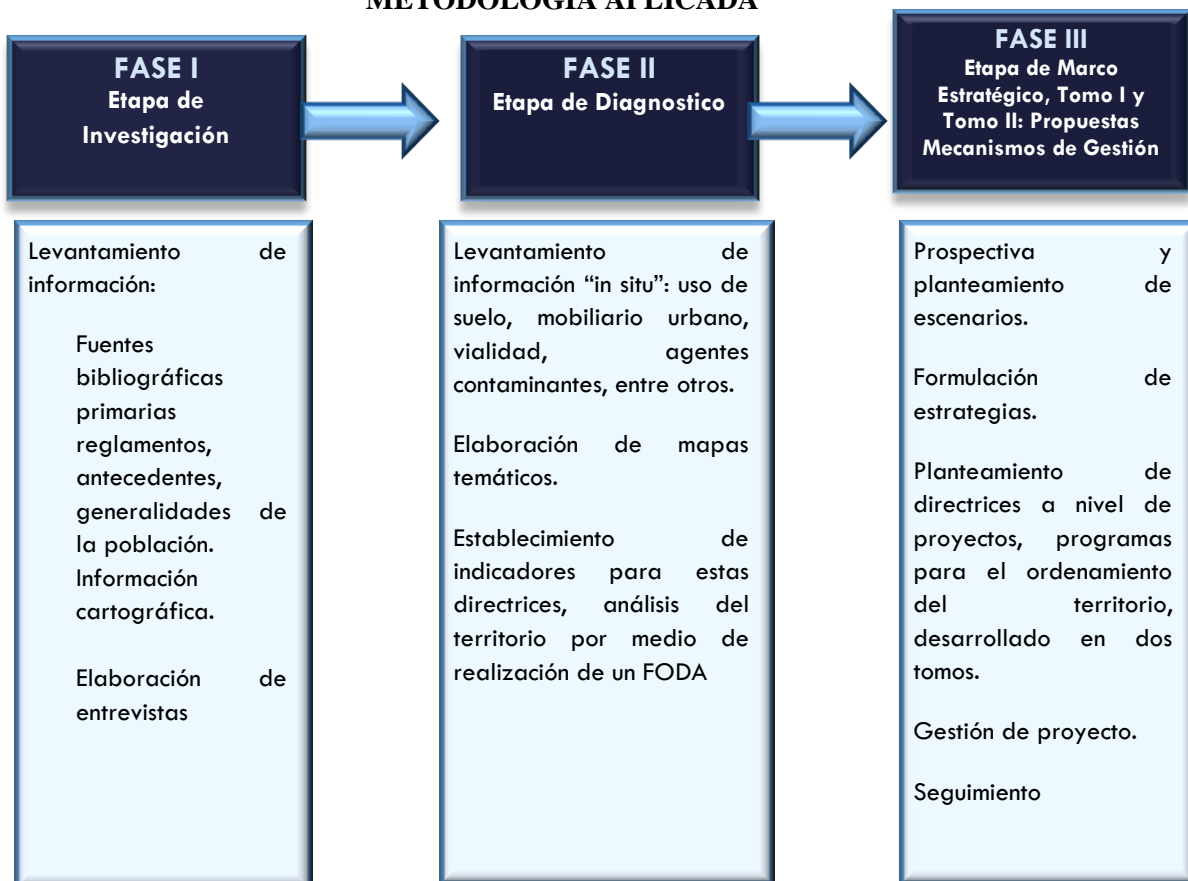 METODOLOGÍA APLICADA
FASE I
Etapa de
Investigación
FASE II
Etapa de Diagnostico
FASE III
Etapa de Marco
Estratégico, Tomo I y
Tomo II: Propuestas
Mecanismos de Gestión
Levantamiento de
información:
Fuentes
bibliográficas
primarias
reglamentos,
antecedentes,
generalidades de
la población.
Información
cartográfica.
Elaboración de
entrevistas
Levantamiento de
información “in situ”: uso de
suelo, mobiliario urbano,
vialidad, agentes
contaminantes, entre otros.
Elaboración de mapas
temáticos.
Establecimiento de
indicadores para estas
directrices, análisis del
territorio por medio de
realización de un FODA
Prospectiva y
planteamiento de
escenarios.
Formulación de
estrategias.
Planteamiento de
directrices a nivel de
proyectos, programas
para el ordenamiento
del territorio,
desarrollado en dos
tomos.
Gestión de proyecto.
Seguimiento